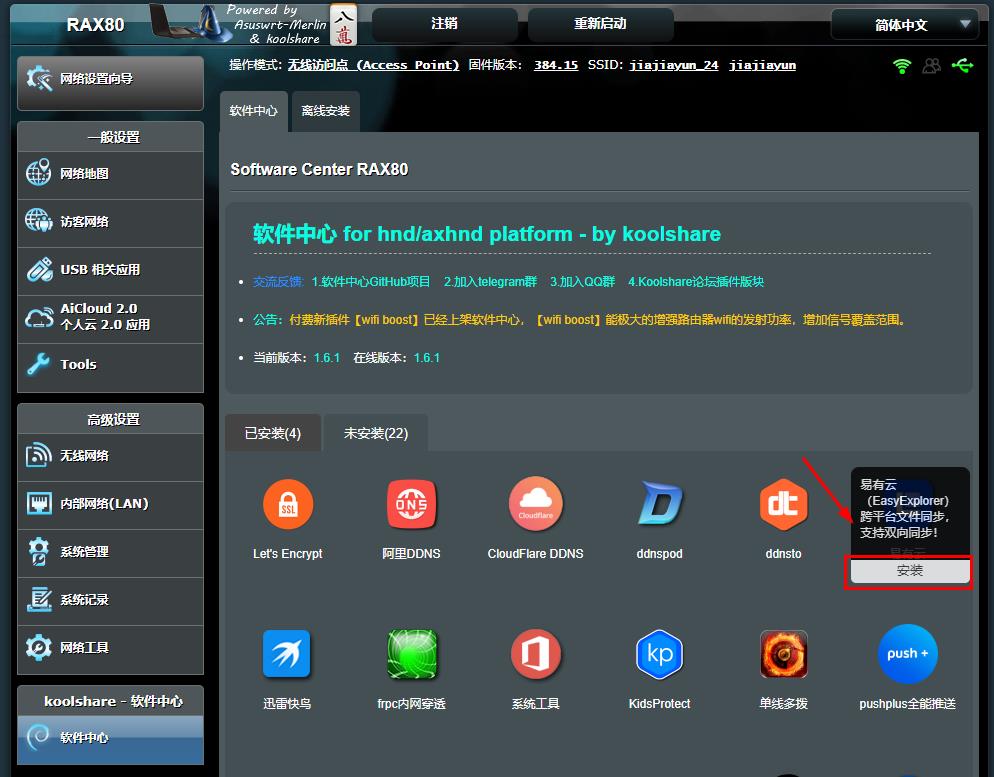 RAX80
Powered by
Asuswrt-Merlin
& koolshare
八萬
注销
重新启动
简体中文
操作模式: 无线访问点 (Access Point) 固件版本: 384.15 SSID: jiajiayun_24 jiajiayun
网络设置向导
一般设置
网络地图
访客网络
USB 相关应用
AiCloud 2.0
个人云 2.0 应用
Tools
高级设置
无线网络
内部网络(LAN)
系统管理
系统记录
网络工具
koolshare - 软件中心
软件中心
软件中心
离线安装
Software Center RAX80
软件中心 for hnd/axhnd platform - by koolshare
交流反馈: 1.软件中心GitHub项目 2.加入telegram群 3.加入QQ群 4.Koolshare论坛插件版块
公告: 付费新插件【wifi boost】已经上架软件中心，【wifi boost】能极大的增强路由器wifi的发射功率，增加信号覆盖范围。
当前版本: 1.6.1 在线版本: 1.6.1
已安装(4)
未安装(22)
SSL
DNS
Cloudflare
dt
易有云
（EasyExplorer)
跨平台文件同步，
支持双向同步!
易有云
安装
Let's Encrypt
阿里DDNS
CloudFlare DDNS
ddnspod
ddnsto
kp
push +
迅雷快鸟
frpc内网穿透
系统工具
KidsProtect
单线多拨
pushplus全能推送